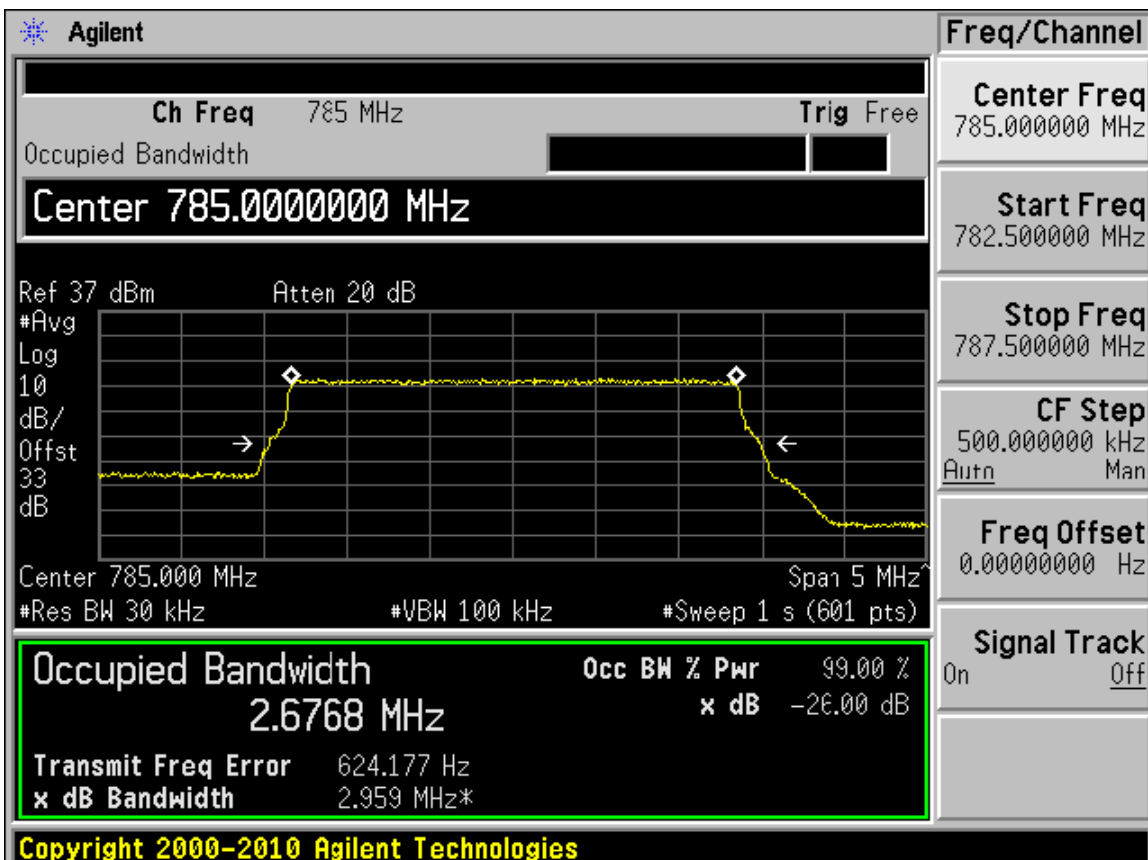 Agilent
Freq/Channel
Ch Freq 785 MHz
Trig Free
Occupied Bandwidth
Center 785.0000000 MHz
Ref 37 dBm
Atten 20 dB
#Avg
Log
10
dB/
Offst
33
dB
Center 785.000 MHz
Span 5 MHz^
#Res BW 30 kHz
#VBW 100 kHz
#Sweep 1 s (601 pts)
Occupied Bandwidth
2.6768 MHz
Occ BW % Pwr 99.00 %
x dB -26.00 dB
Transmit Freq Error 624.177 Hz
x dB Bandwidth 2.959 MHz*
Center Freq
785.000000 MHz
Start Freq
782.500000 MHz
Stop Freq
787.500000 MHz
CF Step
500.000000 kHz
Auto Man
Freq Offset
0.00000000 Hz
Signal Track
On Off
Copyright 2000-2010 Agilent Technologies